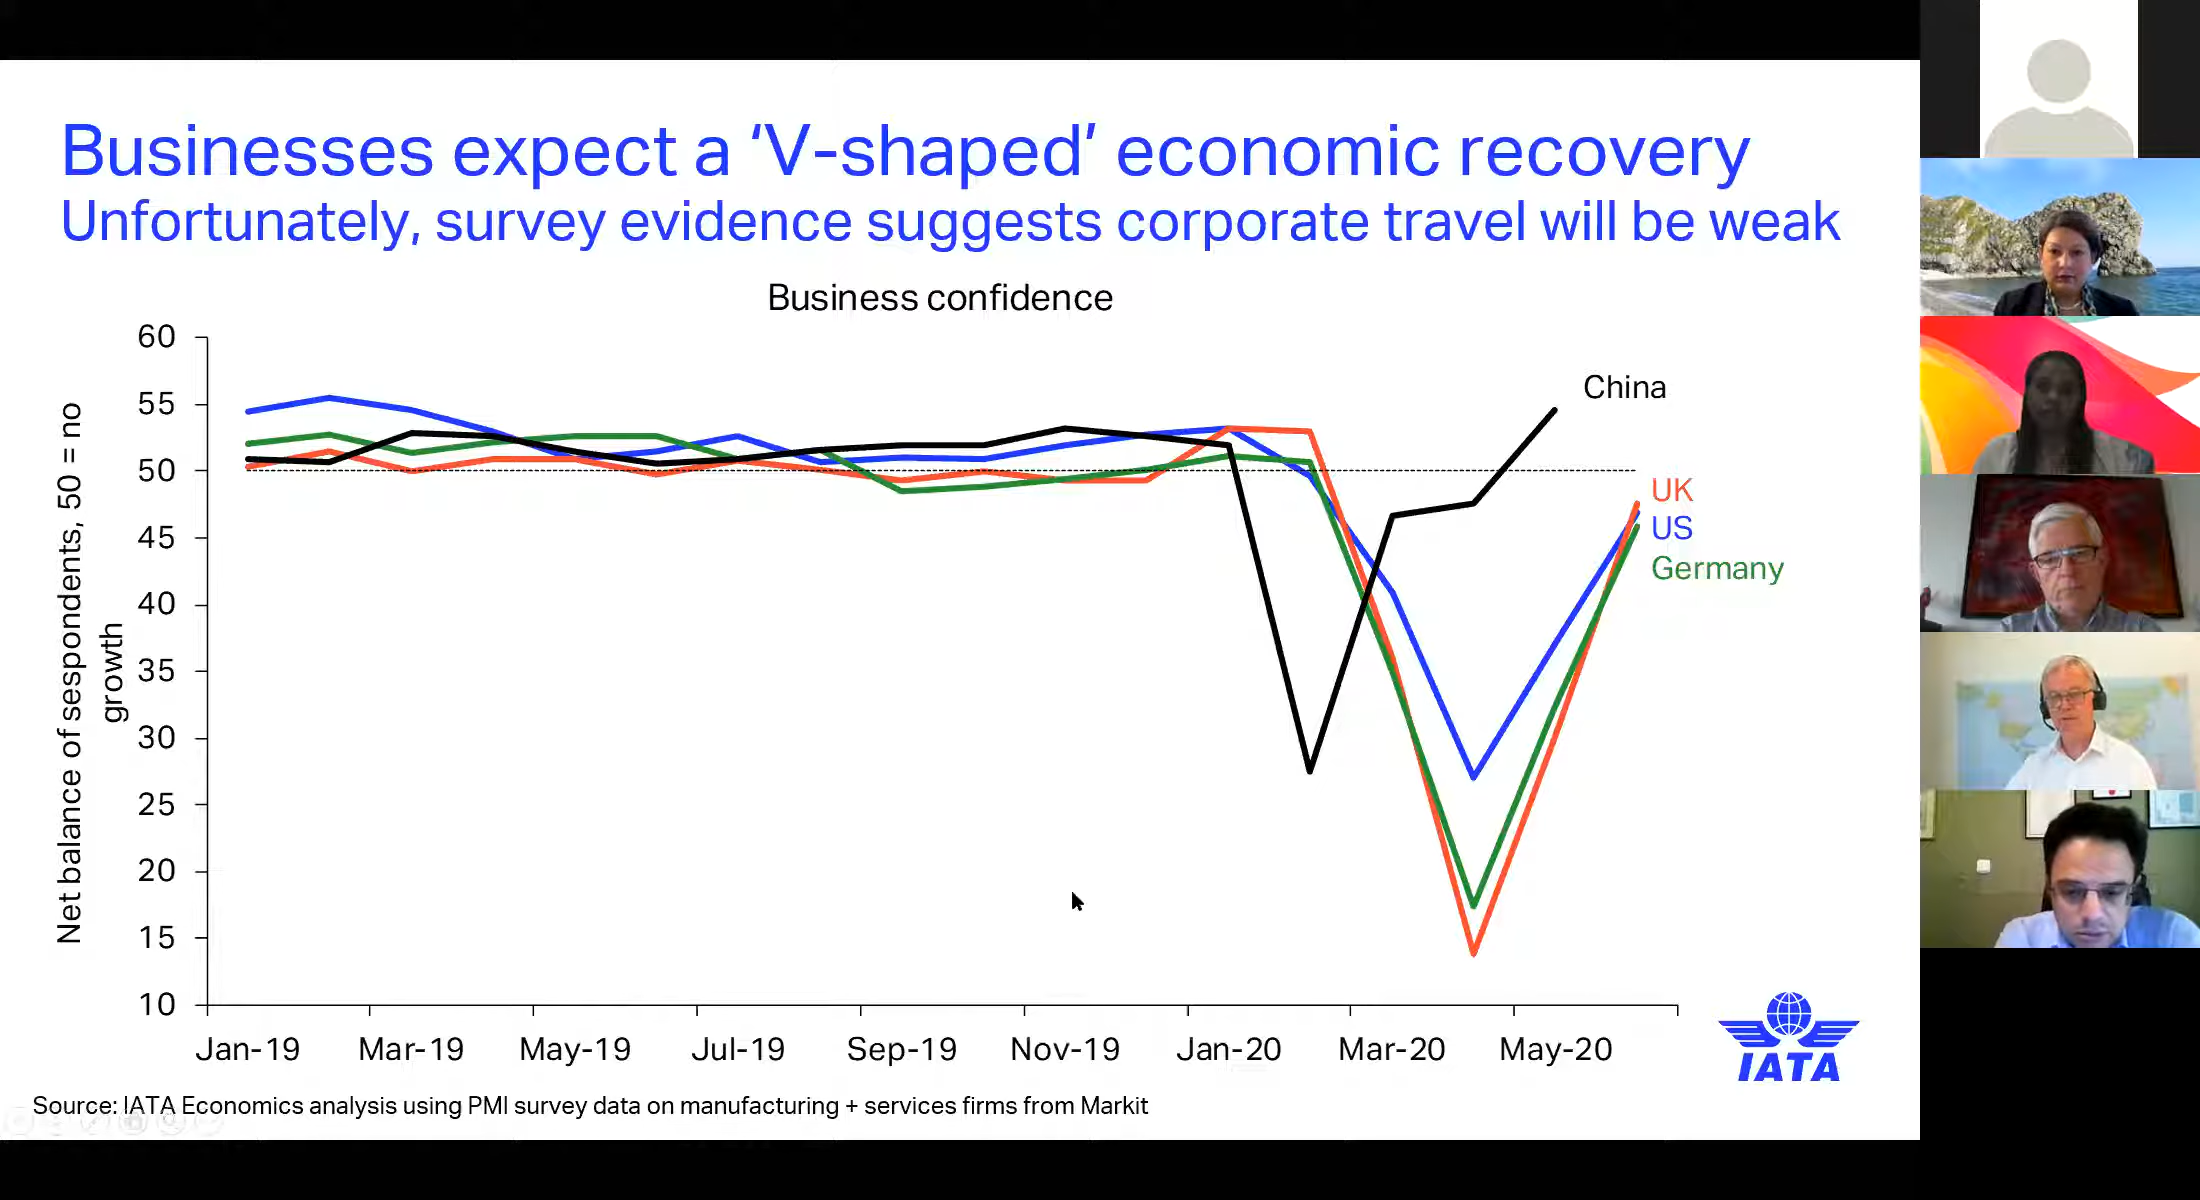 Businesses expect a ‘V-shaped’ economic recovery
Unfortunately, survey evidence suggests corporate travel will be weak
Business confidence
Net balance of sespondents, 50 = no
growth
60
55
50
45
40
35
30
25
20
15
10
China
UK
US
Germany
Jan-19 Mar-19 May-19 Jul-19 Sep-19 Nov-19 Jan-20 Mar-20 May-20
IATA
Source: IATA Economics analysis using PMI survey data on manufacturing + services firms from Markit